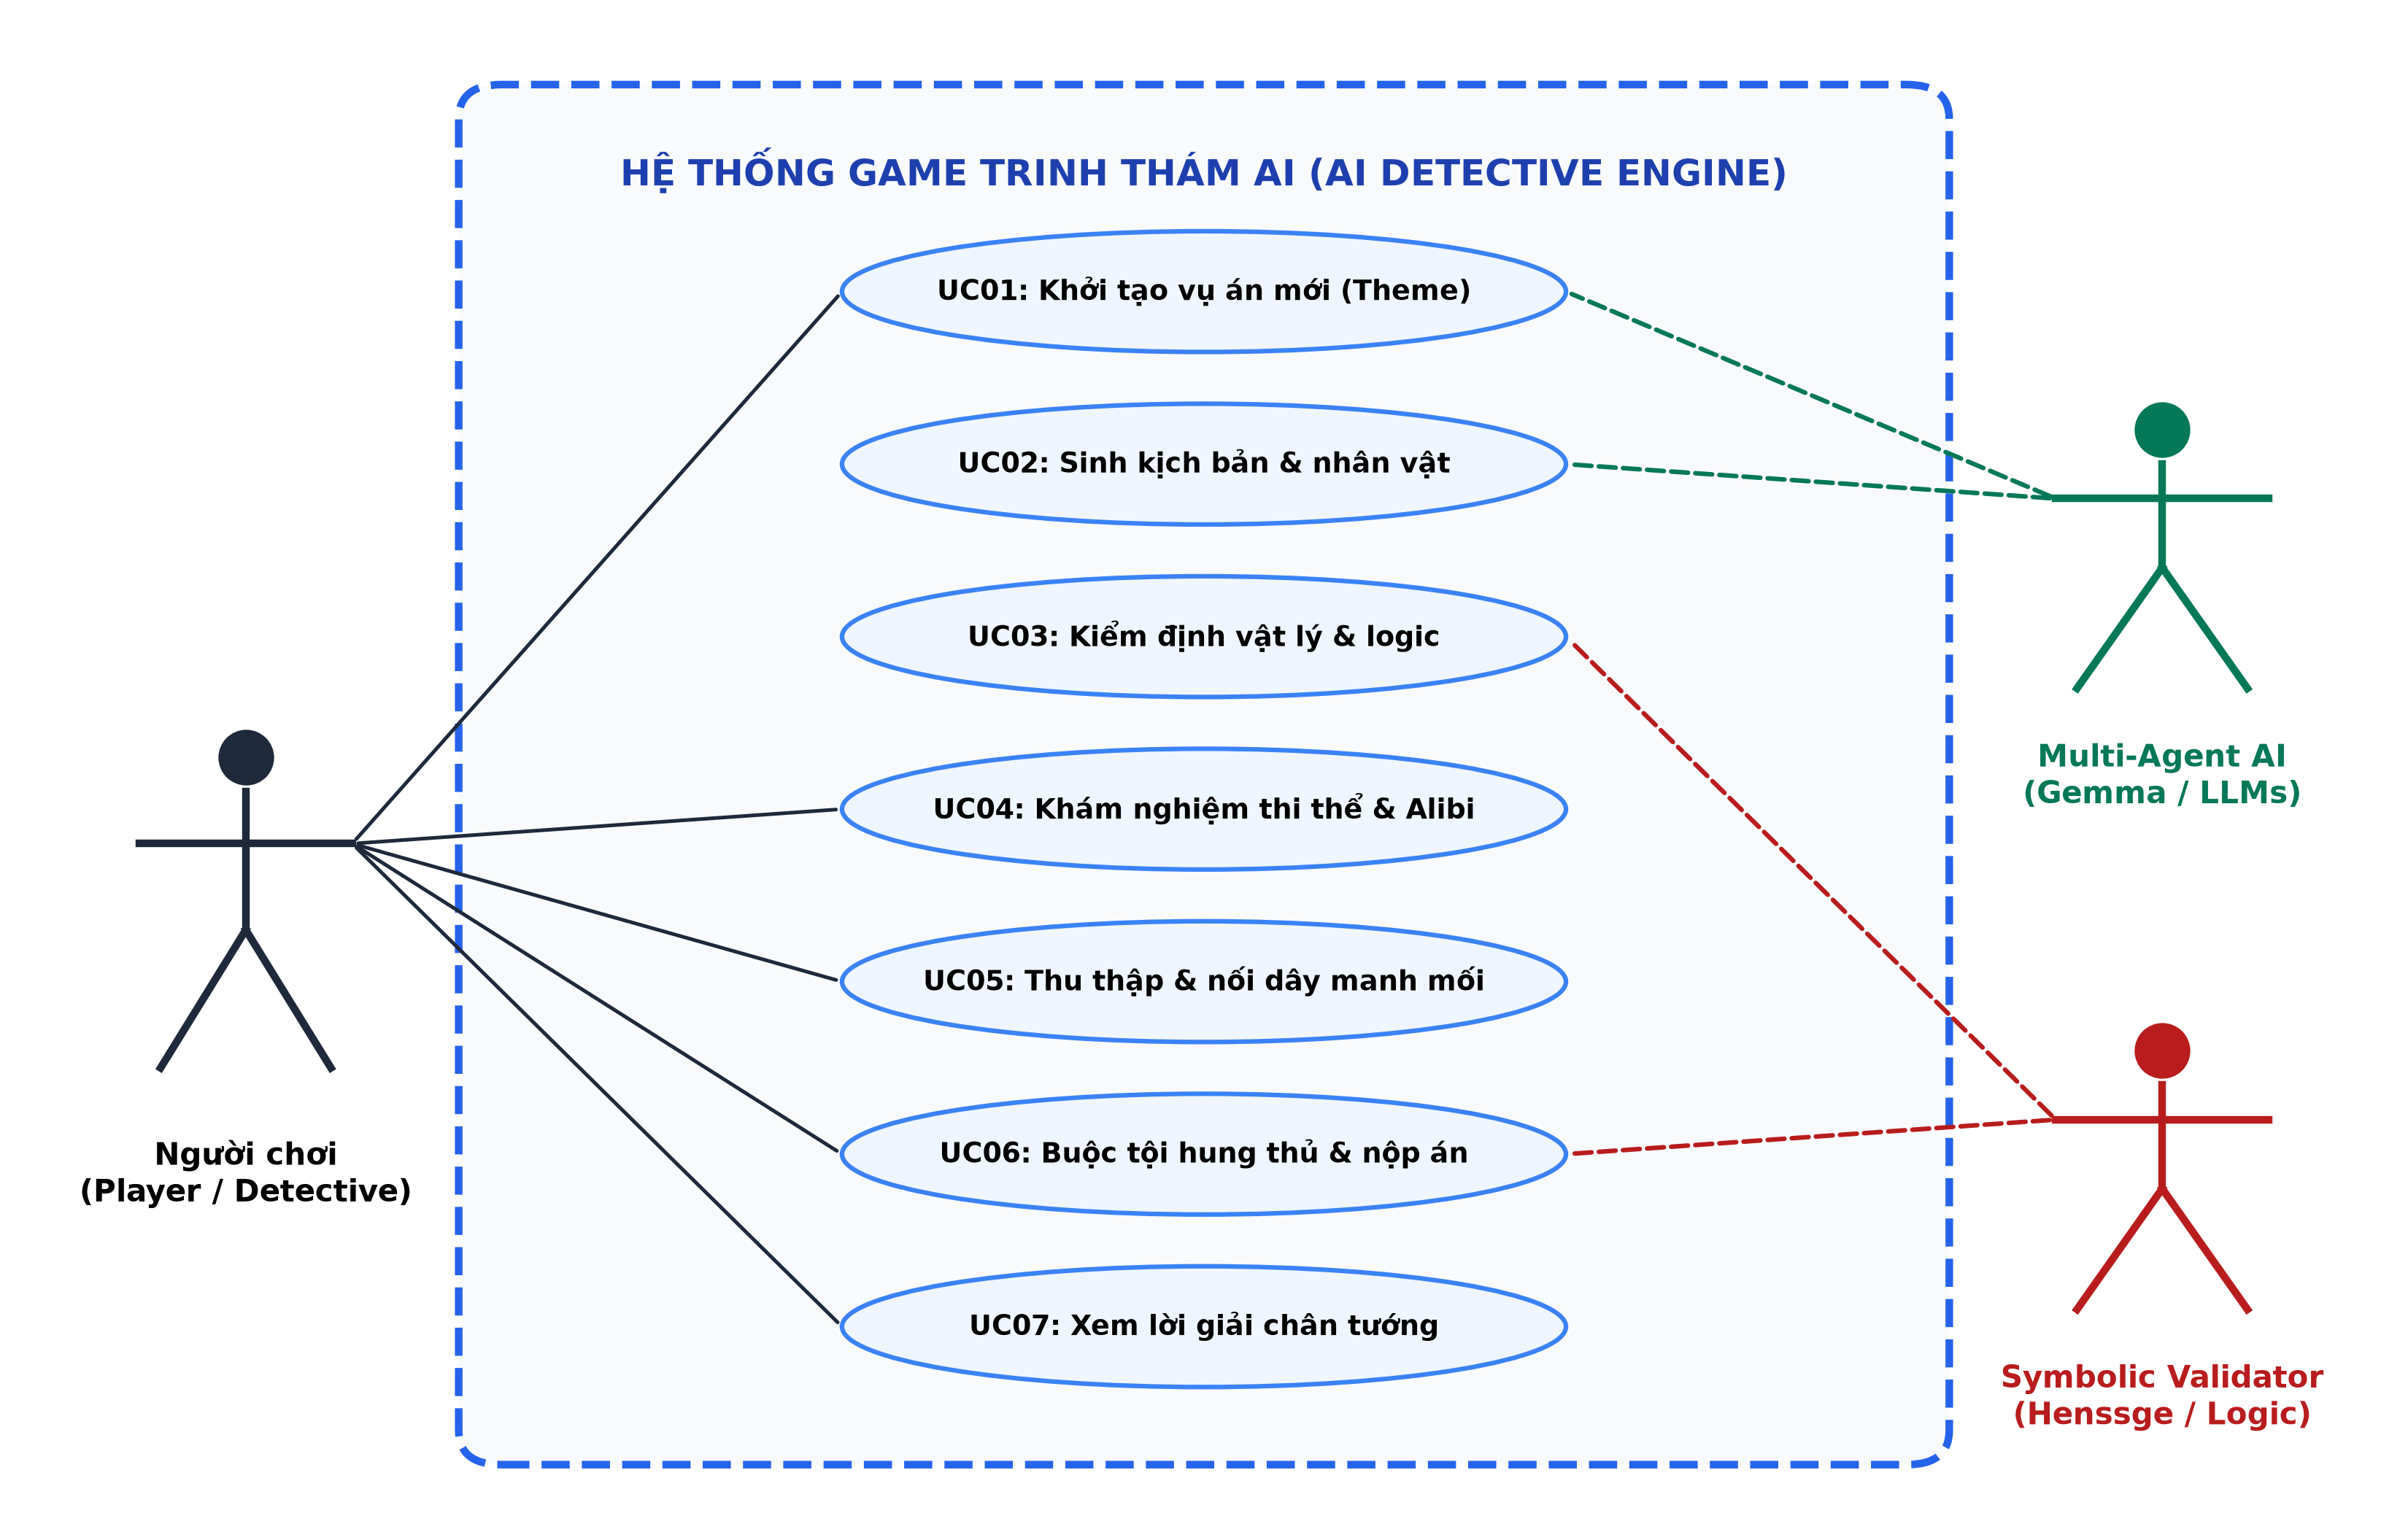 HỆ THỐNG GAME TRINH THÁM AI (AI DETECTIVE ENGINE)
UC01: Khởi tạo vụ án mới (Theme)
UC02: Sinh kịch bản & nhân vật
UC03: Kiểm định vật lý & logic
UC04: Khám nghiệm thi thể & Alibi
UC05: Thu thập & nối dây manh mối
UC06: Buộc tội hung thủ & nộp án
UC07: Xem lời giải chân tướng
Người chơi
(Player / Detective)
Multi-Agent AI
(Gemma / LLMs)
Symbolic Validator
(Henssge / Logic)